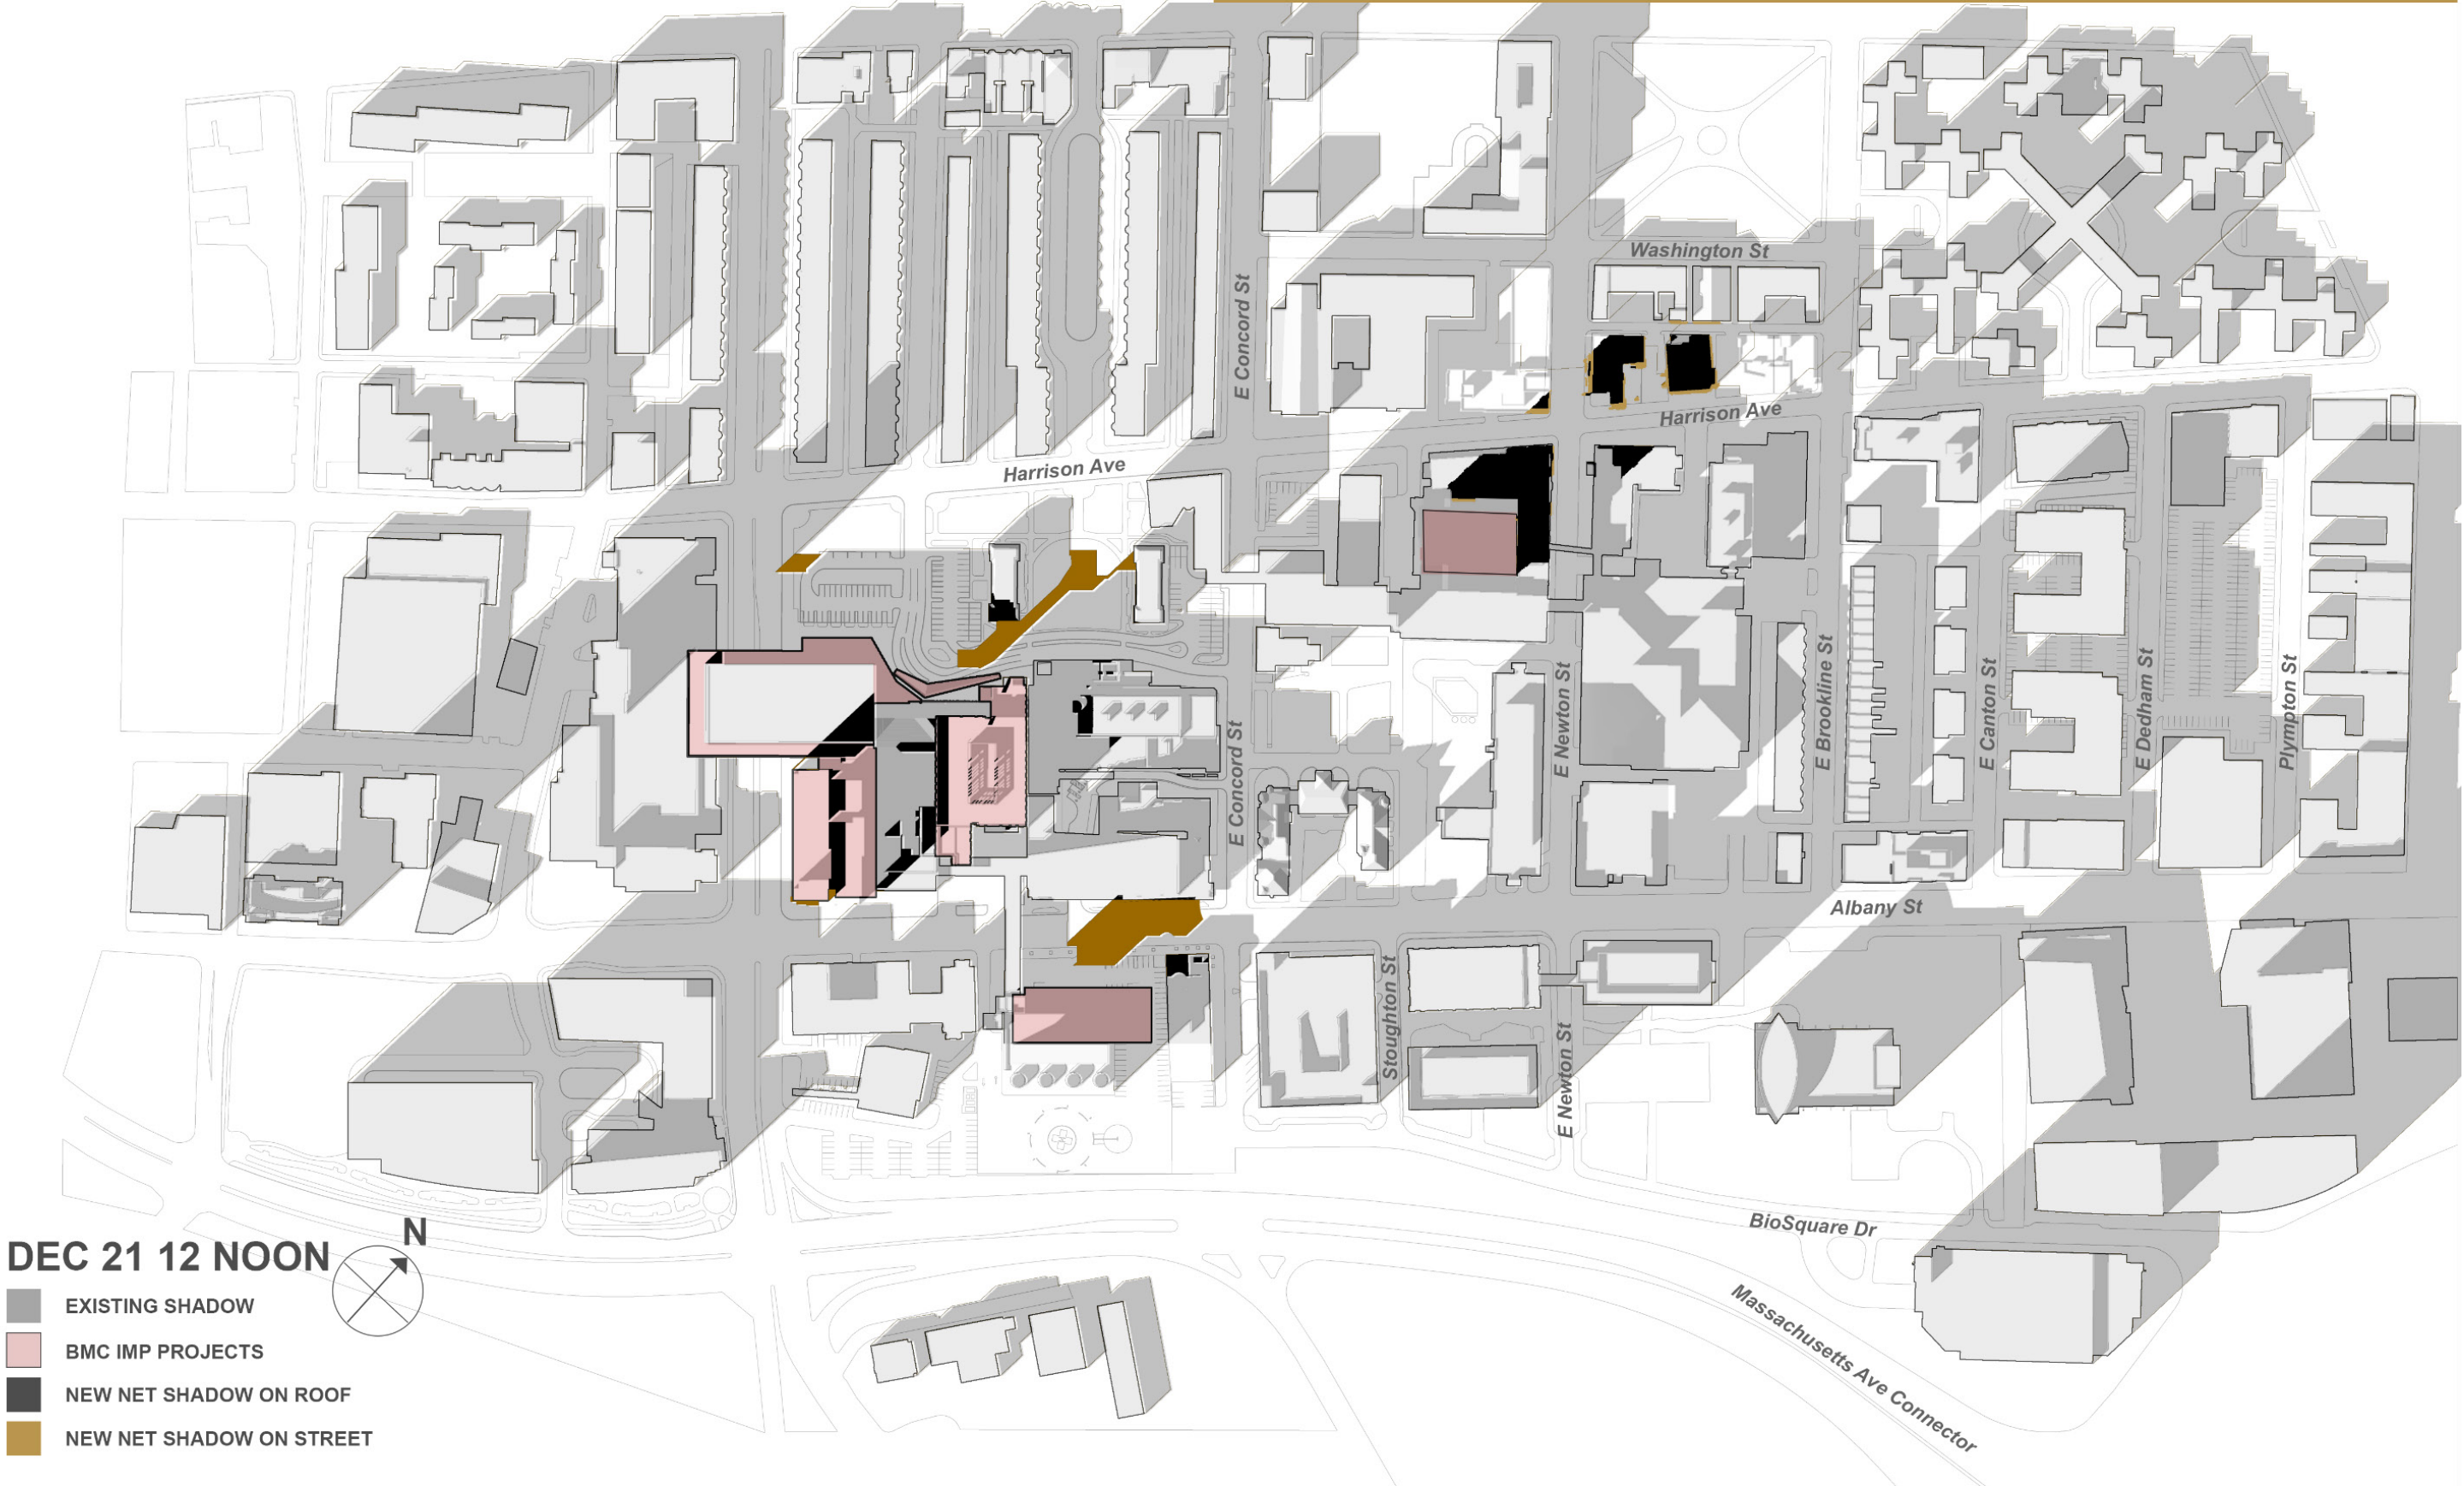 Washington St
E Concord St
Harrison Ave
Harrison Ave
E Newton St
E Brookline St
E Canton St
E Dedham St
Plympton St
E Concord St
Albany St
Stoughton St
E Newton St
BioSquare Dr
Massachusetts Ave Connector
N
DEC 21 12 NOON
EXISTING SHADOW
BMC IMP PROJECTS
NEW NET SHADOW ON ROOF
NEW NET SHADOW ON STREET